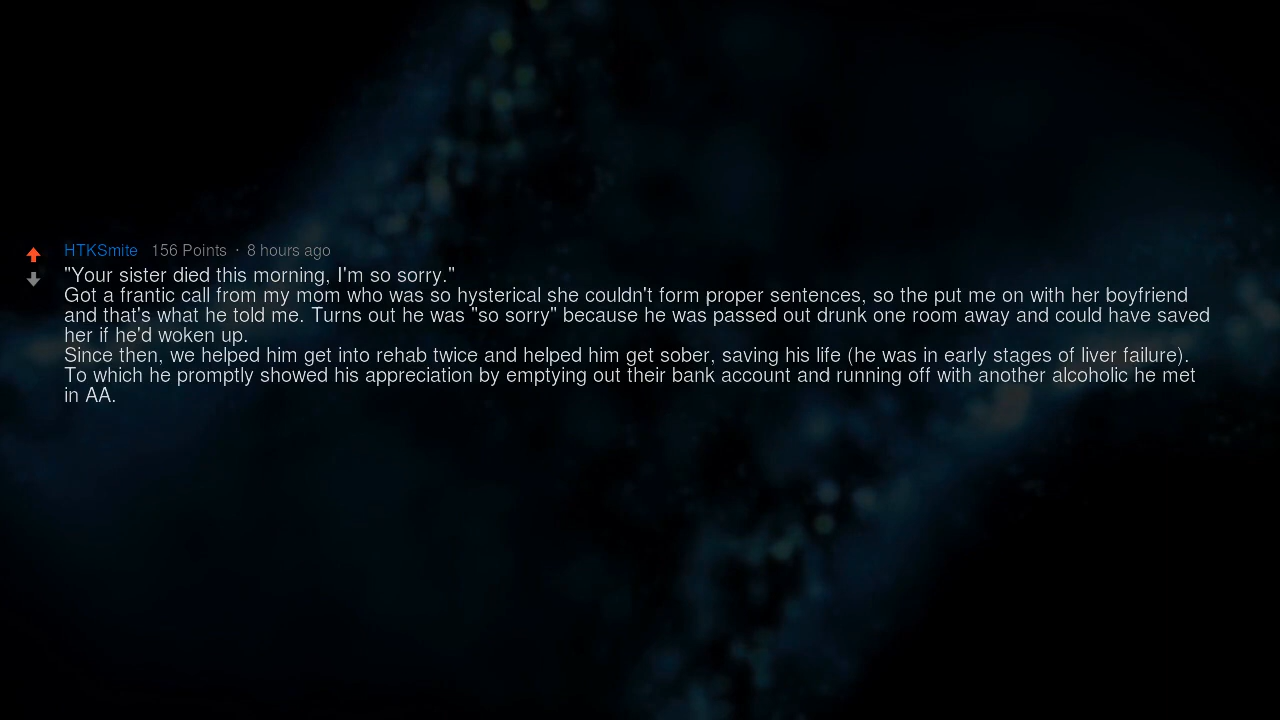 HTKSmite 156 Points · 8 hours ago
"Your sister died this morning, I'm so sorry."
Got a frantic call from my mom who was so hysterical she couldn't form proper sentences, so the put me on with her boyfriend
and that's what he told me. Turns out he was "so sorry" because he was passed out drunk one room away and could have saved
her if he'd woken up.
Since then, we helped him get into rehab twice and helped him get sober, saving his life (he was in early stages of liver failure).
To which he promptly showed his appreciation by emptying out their bank account and running off with another alcoholic he met
in AA.